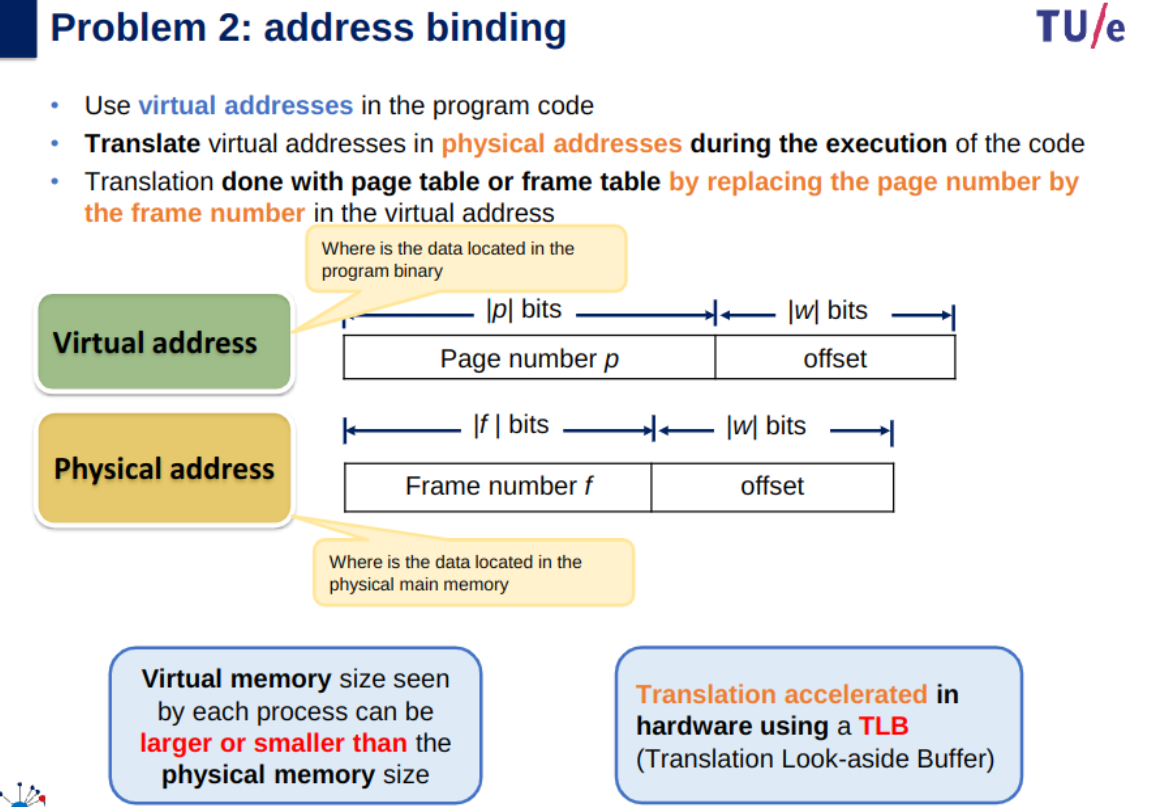 Problem 2: address binding
TU/e
• Use virtual addresses in the program code
• Translate virtual addresses in physical addresses during the execution of the code
• Translation done with page table or frame table by replacing the page number by
the frame number in the virtual address
Where is the data located in the
program binary
|p| bits |w| bits
Virtual address
Page number p offset
|f | bits |w| bits
Physical address
Frame number f offset
Where is the data located in the
physical main memory
Virtual memory size seen
by each process can be
larger or smaller than the
physical memory size
Translation accelerated in
hardware using a TLB
(Translation Look-aside Buffer)